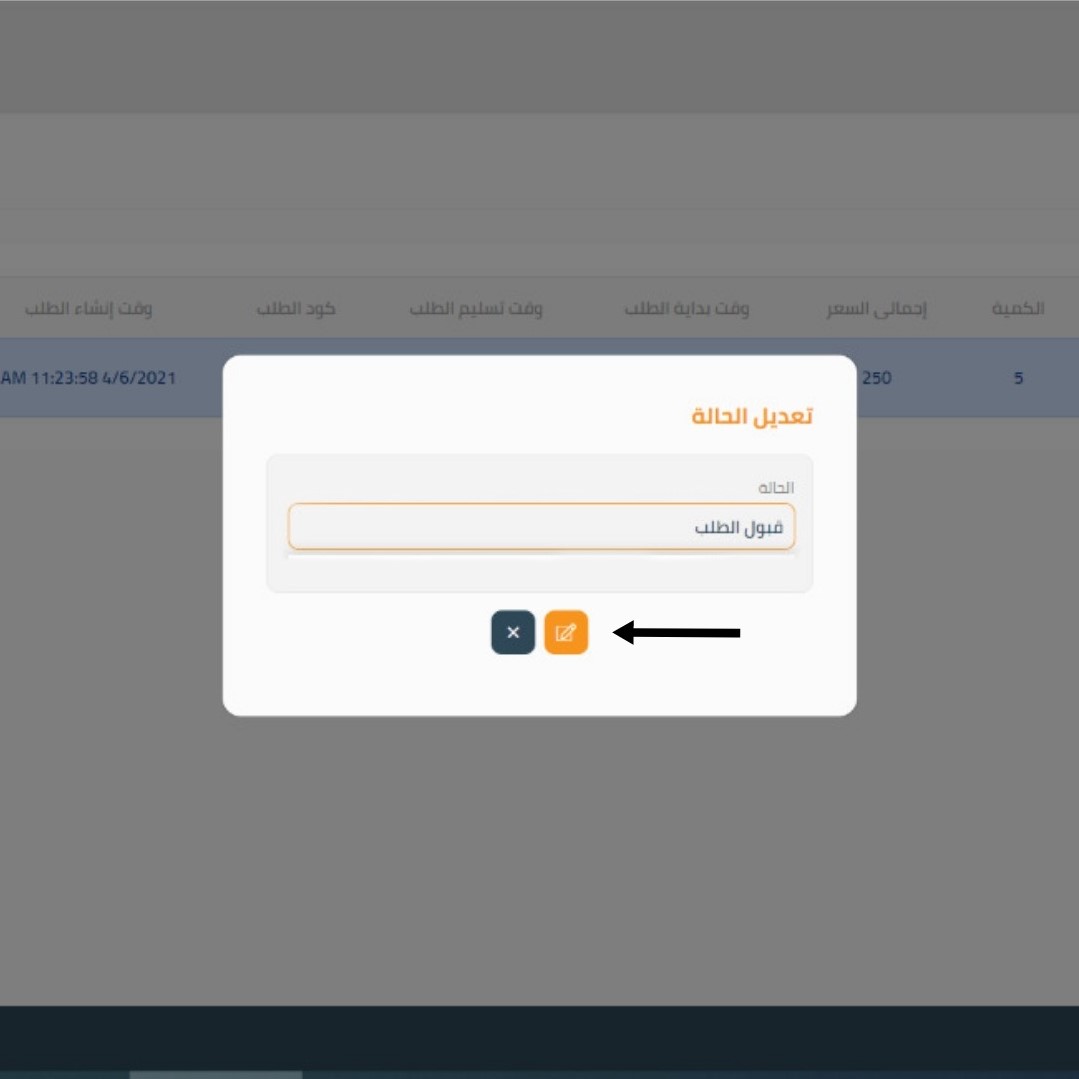 الكمية إجمالى السعر وقت بداية الطلب وقت تسليم الطلب كود الطلب وقت إنشاء الطلب
5 250 4/6/2021 11:23:58 AM
تعديل الحالة
الحالة
قبول الطلب